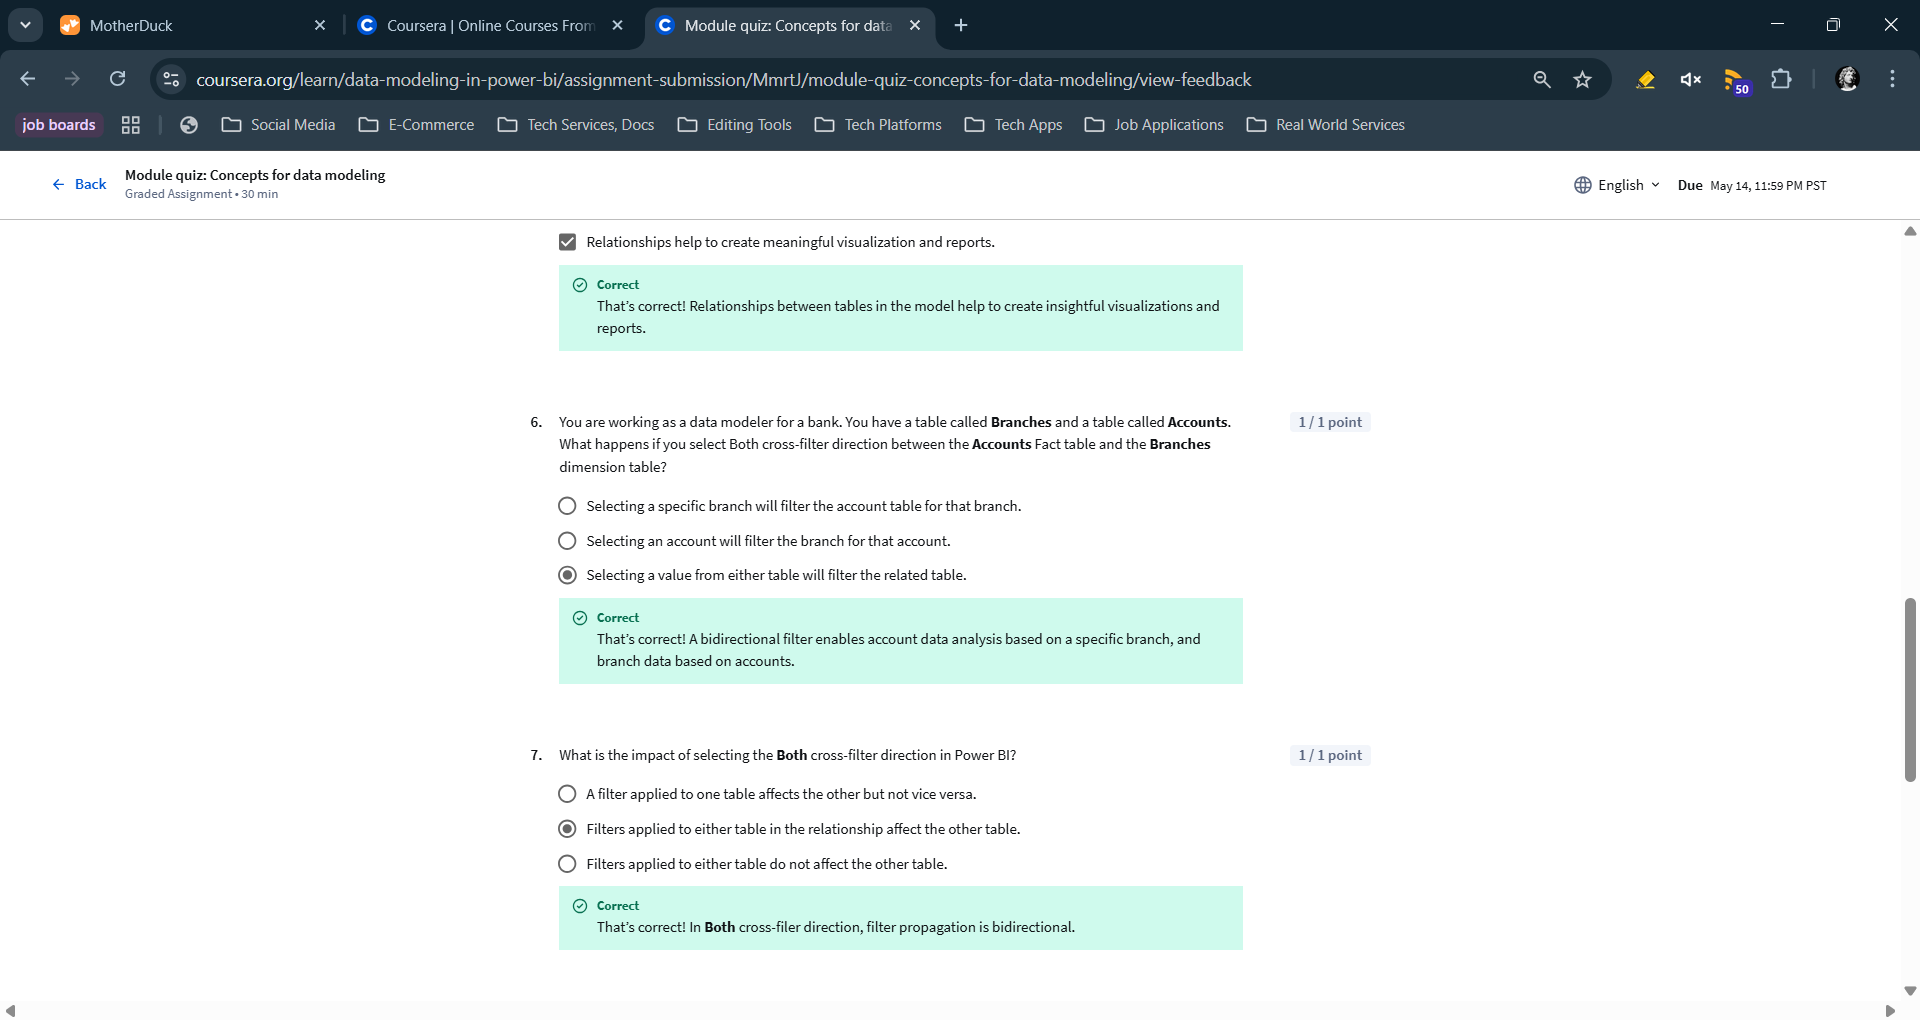 MotherDuck
Coursera | Online Courses From
Module quiz: Concepts for data
coursera.org/learn/data-modeling-in-power-bi/assignment-submission/MmrtJ/module-quiz-concepts-for-data-modeling/view-feedback
50
job boards
Social Media
E-Commerce
Tech Services, Docs
Editing Tools
Tech Platforms
Tech Apps
Job Applications
Real World Services
Back
Module quiz: Concepts for data modeling
Graded Assignment • 30 min
English
Due May 14, 11:59 PM PST
Relationships help to create meaningful visualization and reports.
Correct
That's correct! Relationships between tables in the model help to create insightful visualizations and
reports.
6. You are working as a data modeler for a bank. You have a table called Branches and a table called Accounts.
1 / 1 point
What happens if you select Both cross-filter direction between the Accounts Fact table and the Branches
dimension table?
Selecting a specific branch will filter the account table for that branch.
Selecting an account will filter the branch for that account.
Selecting a value from either table will filter the related table.
Correct
That's correct! A bidirectional filter enables account data analysis based on a specific branch, and
branch data based on accounts.
7. What is the impact of selecting the Both cross-filter direction in Power BI?
1 / 1 point
A filter applied to one table affects the other but not vice versa.
Filters applied to either table in the relationship affect the other table.
Filters applied to either table do not affect the other table.
Correct
That's correct! In Both cross-filer direction, filter propagation is bidirectional.